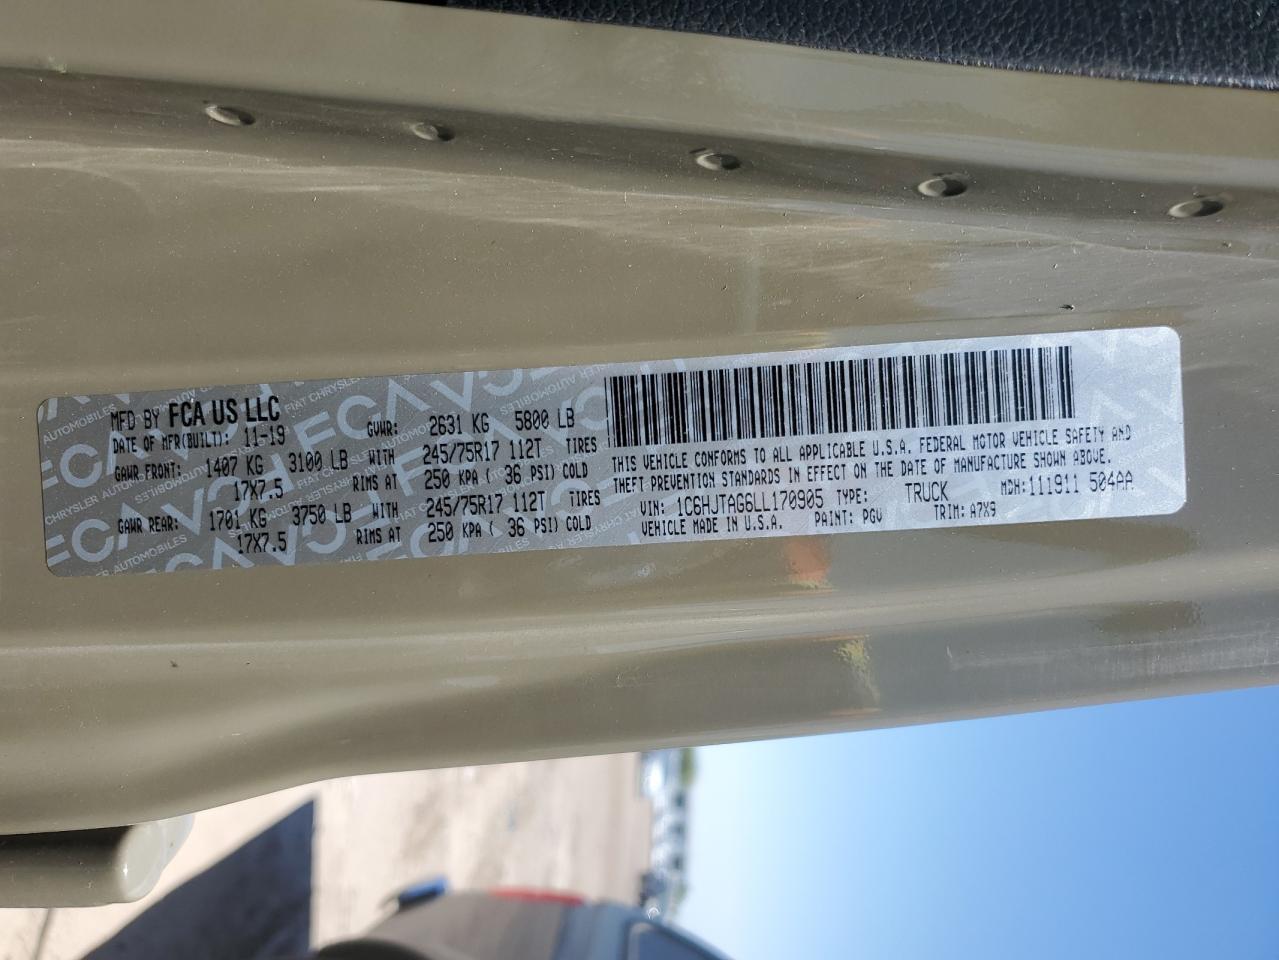 MFD BY FCA US LLC
DATE OF MFR(BUILT): 11-19 GVWR: 2631 KG 5800 LB
GAWR FRONT: 1407 KG 3100 LB WITH 245/75R17 112T TIRES
17X7.5 RIMS AT 250 KPA ( 36 PSI) COLD
GAWR REAR: 1701 KG 3750 LB WITH 245/75R17 112T TIRES
17X7.5 RIMS AT 250 KPA ( 36 PSI) COLD
THIS VEHICLE CONFORMS TO ALL APPLICABLE U.S.A. FEDERAL MOTOR VEHICLE SAFETY AND
THEFT PREVENTION STANDARDS IN EFFECT ON THE DATE OF MANUFACTURE SHOWN ABOVE.
VIN: 1C6HJTAG6LL170905 TYPE: TRUCK MDH: 111911 504AA
VEHICLE MADE IN U.S.A. PAINT: PGV TRIM: A7X9